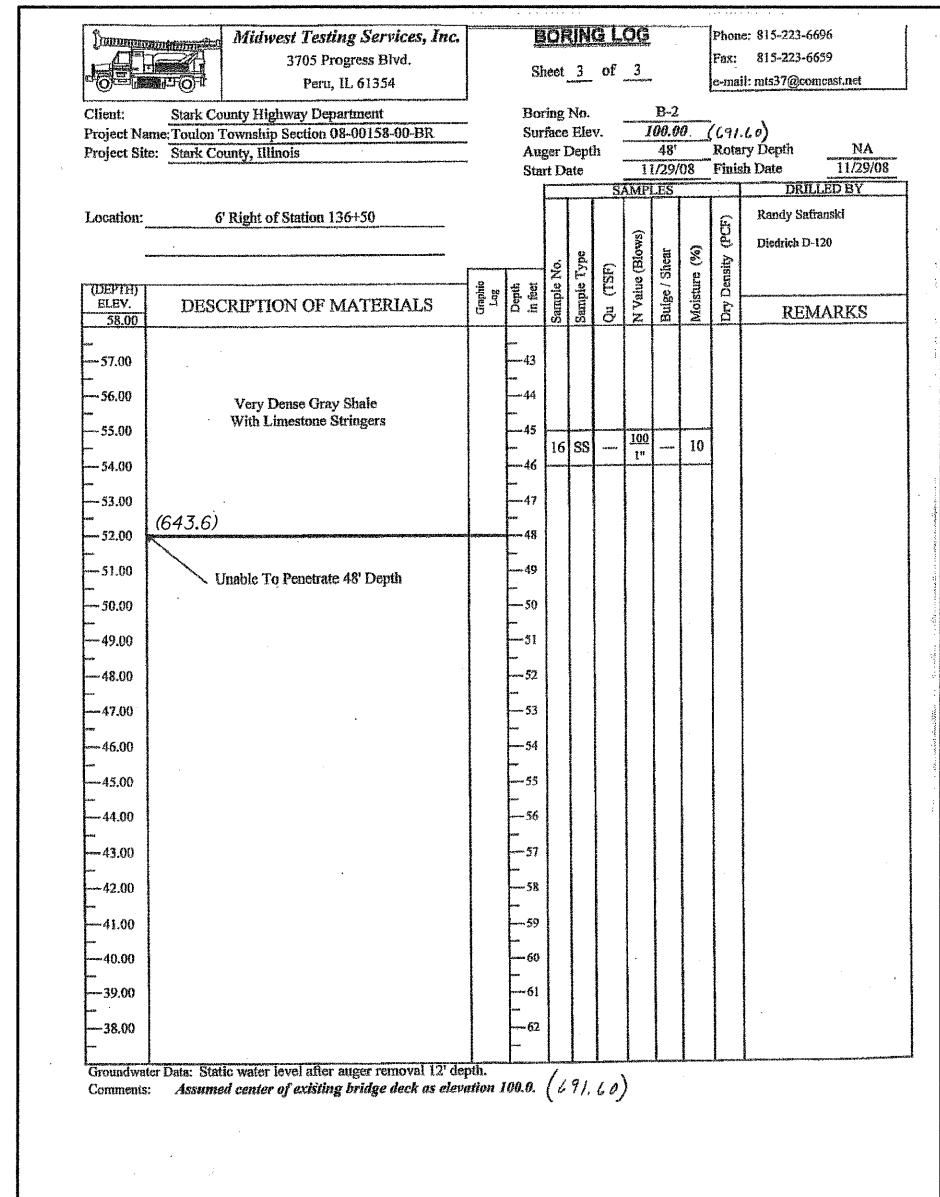 Midwest Testing Services, Inc.
3705 Progress Blvd.
Peru, IL 61354
BORING LOG
Sheet 3 of 3
Phone: 815-223-6696
Fax: 815-223-6659
e-mail: mts37@comcast.net
Client: Stark County Highway Department
Project Name: Toulon Township Section 08-00158-00-BR
Project Site: Stark County, Illinois
Boring No. B-2
Surface Elev. 100.00. (691.60)
Auger Depth 48' Rotary Depth NA
Start Date 11/29/08 Finish Date 11/29/08
Location: 6' Right of Station 136+50
SAMPLES
DRILLED BY
Randy Safranski
Diedrich D-120
(DEPTH)
ELEV.
58.00
DESCRIPTION OF MATERIALS
Graphic Log
Depth in feet
Sample No.
Sample Type
Qu (TSF)
N Value (Blows)
Bulge / Shear
Moisture (%)
Dry Density (PCF)
REMARKS
57.00 43
56.00 44
Very Dense Gray Shale
With Limestone Stringers
55.00 45
16 SS — 100 1" — 10
54.00 46
53.00 47
(643.6)
52.00 48
51.00 49
Unable To Penetrate 48' Depth
50.00 50
49.00 51
48.00 52
47.00 53
46.00 54
45.00 55
44.00 56
43.00 57
42.00 58
41.00 59
40.00 60
39.00 61
38.00 62
Groundwater Data: Static water level after auger removal 12' depth.
Comments: Assumed center of existing bridge deck as elevation 100.0. (691.60)